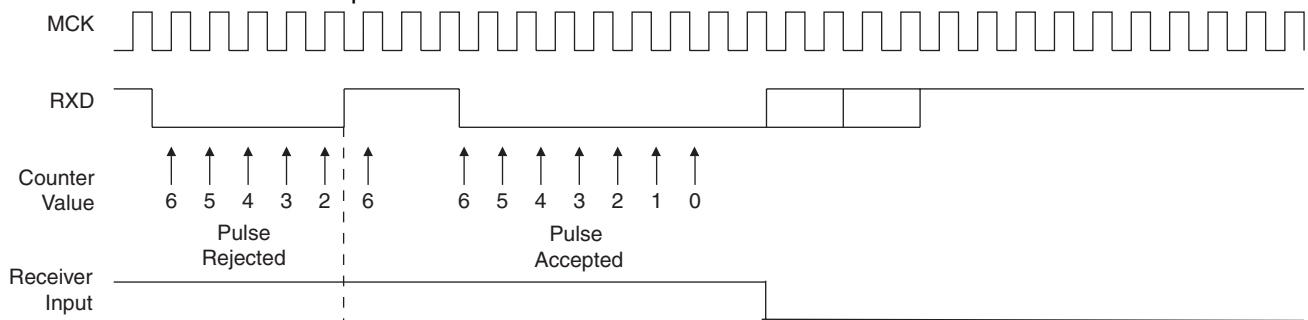 MCK
RXD
Counter
Value
6 5 4 3 2 6 6 5 4 3 2 1 0
Pulse
Rejected
Pulse
Accepted
Receiver
Input